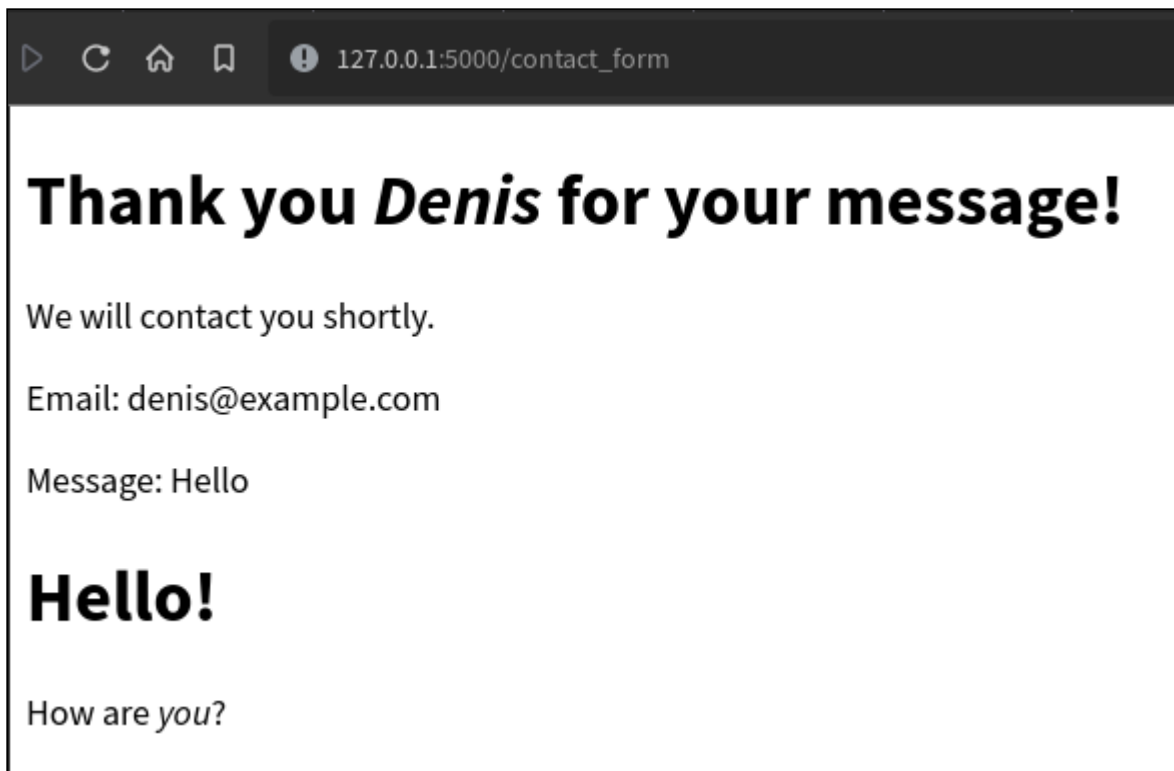 127.0.0.1:5000/contact_form
Thank you Denis for your message!
We will contact you shortly.
Email: denis@example.com
Message: Hello
Hello!
How are you?